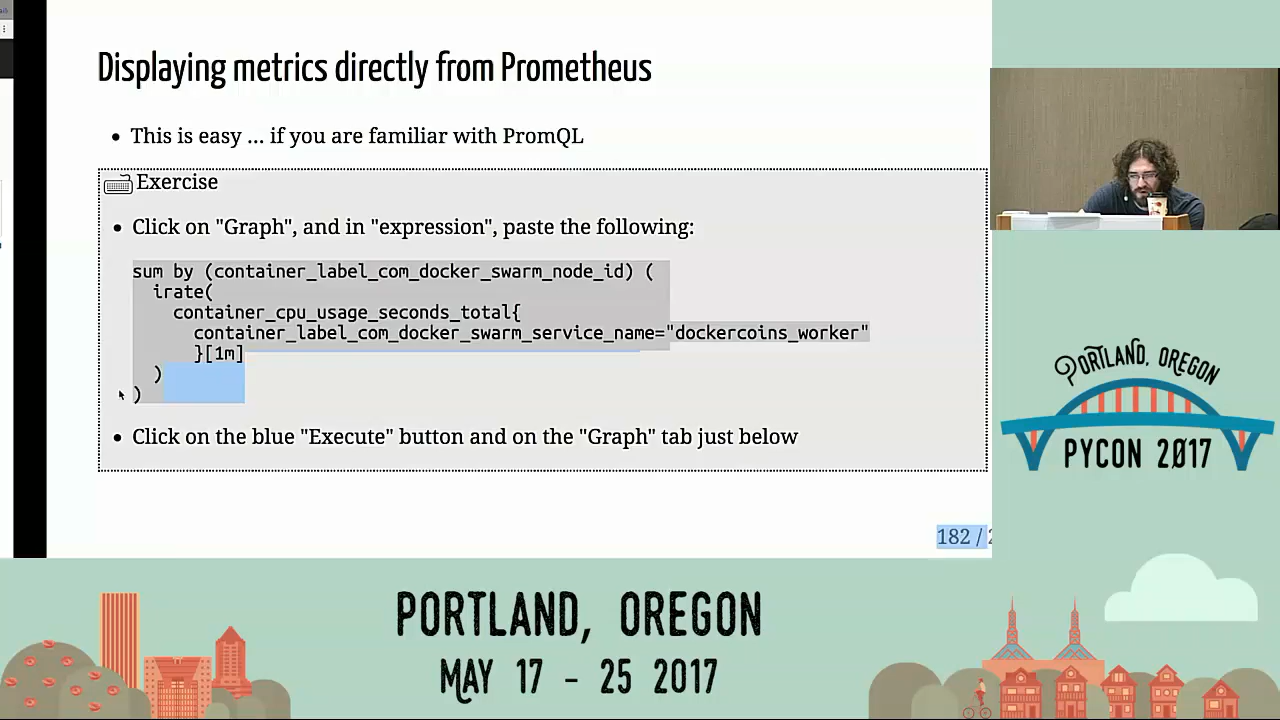 Displaying metrics directly from Prometheus
• This is easy ... if you are familiar with PromQL
Exercise
• Click on "Graph", and in "expression", paste the following:
sum by (container_label_com_docker_swarm_node_id) (
irate(
container_cpu_usage_seconds_total{
container_label_com_docker_swarm_service_name="dockercoins_worker"
}[1m]
)
)
• Click on the blue "Execute" button and on the "Graph" tab just below
182 /
PORTLAND, OREGON
PYCON 2017
PORTLAND, OREGON
MAY 17 - 25 2017